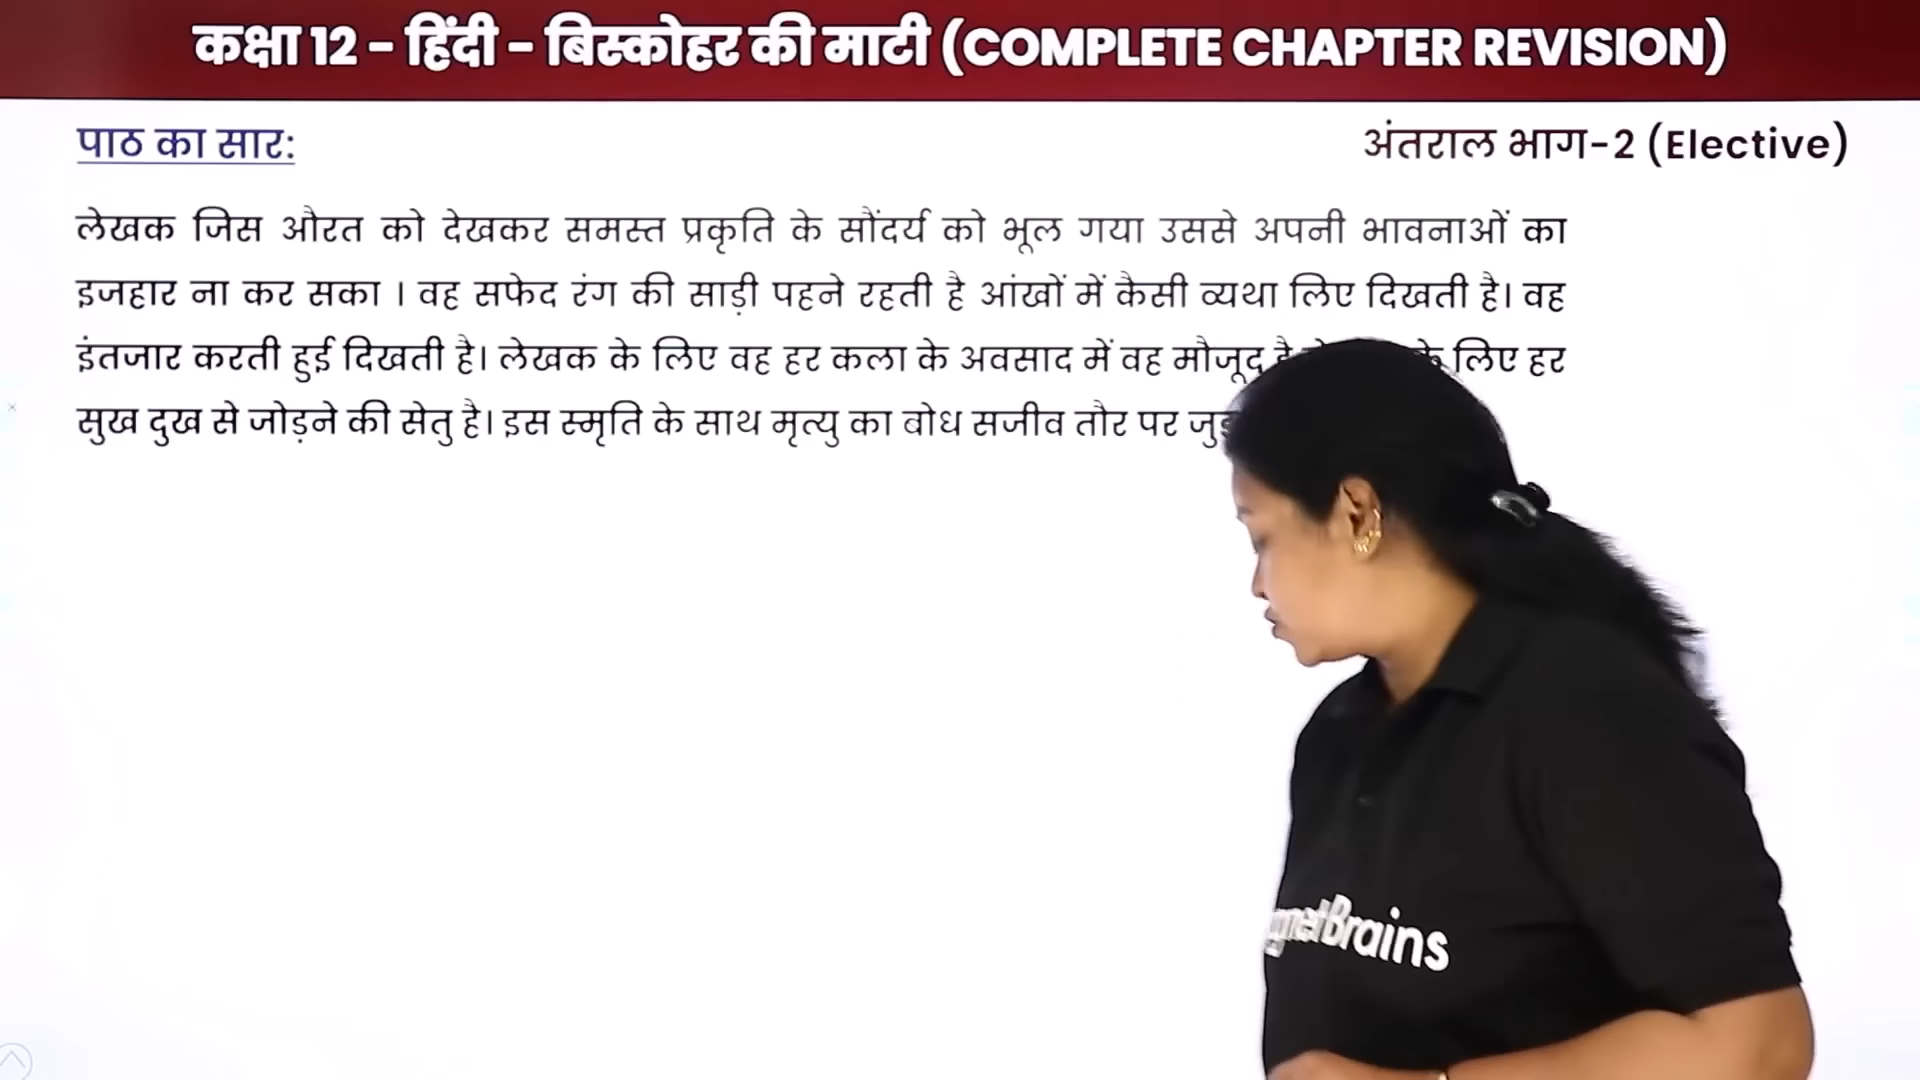 कक्षा 12 - हिंदी - बिस्कोहर की माटी (COMPLETE CHAPTER REVISION)
पाठ का सार:
अंतराल भाग-2 (Elective)
लेखक जिस औरत को देखकर समस्त प्रकृति के सौंदर्य को भूल गया उससे अपनी भावनाओं का
इजहार ना कर सका । वह सफेद रंग की साड़ी पहने रहती है आंखों में कैसी व्यथा लिए दिखती है। वह
इंतजार करती हुई दिखती है। लेखक के लिए वह हर कला के अवसाद में वह मौजूद है के लिए हर
सुख दुख से जोड़ने की सेतु है। इस स्मृति के साथ मृत्यु का बोध सजीव तौर पर
Brains